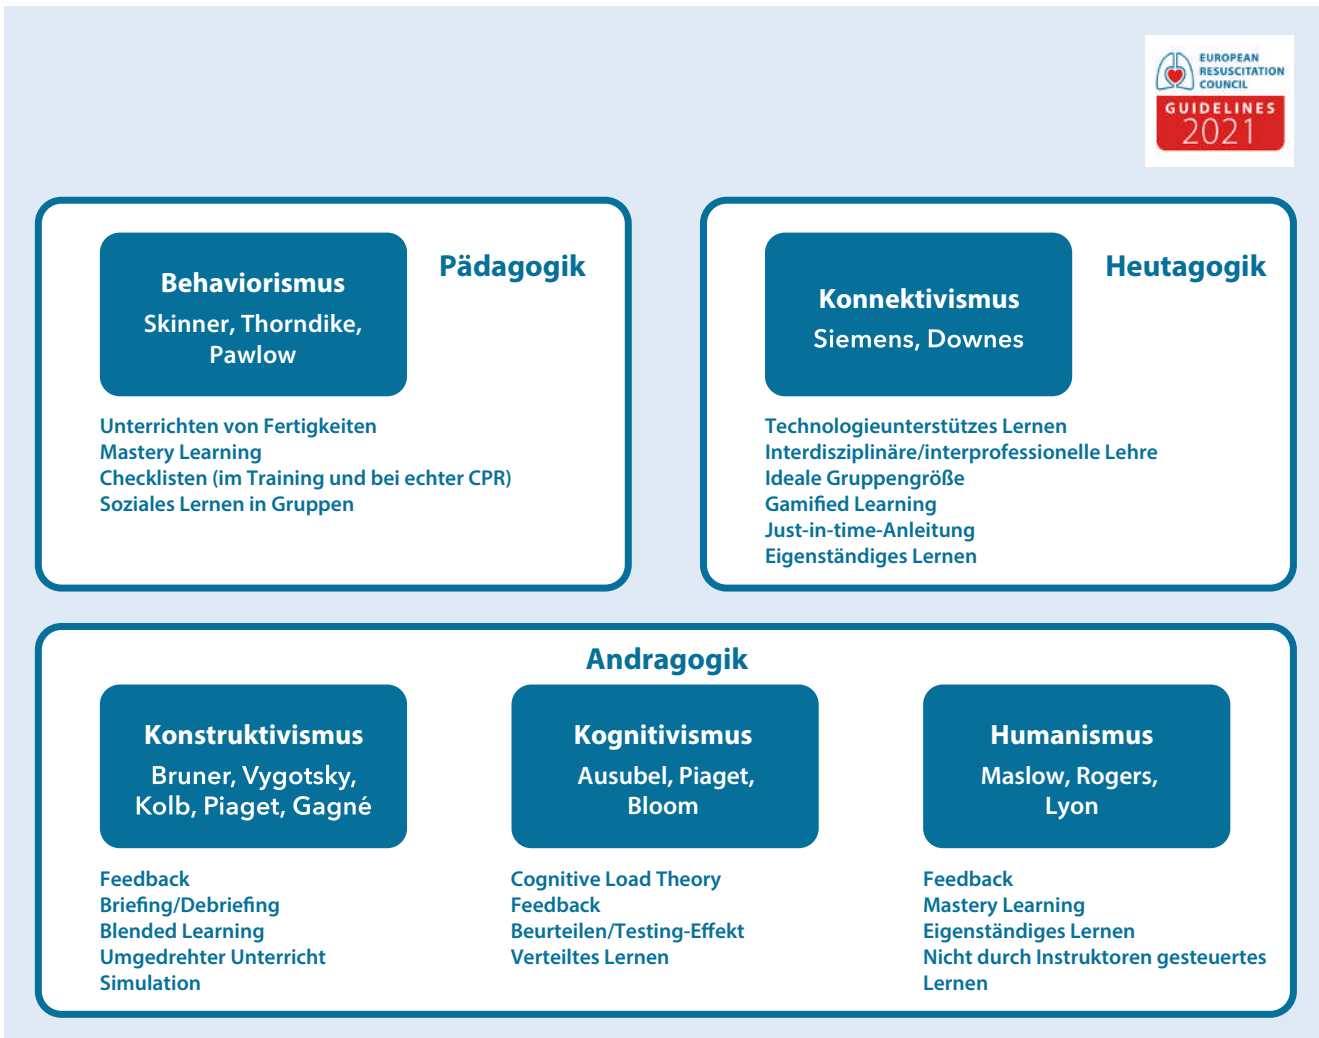 EUROPEAN
RESUSCITATION
COUNCIL
GUIDELINES
2021
Pädagogik
Behaviorismus
Skinner, Thorndike,
Pawlow
Unterrichten von Fertigkeiten
Mastery Learning
Checklisten (im Training und bei echter CPR)
Soziales Lernen in Gruppen
Heutagogik
Konnektivismus
Siemens, Downes
Technologieunterstützes Lernen
Interdisziplinäre/interprofessionelle Lehre
Ideale Gruppengröße
Gamified Learning
Just-in-time-Anleitung
Eigenständiges Lernen
Andragogik
Konstruktivismus
Bruner, Vygotsky,
Kolb, Piaget, Gagné
Feedback
Briefing/Debriefing
Blended Learning
Umgedrehter Unterricht
Simulation
Kognitivismus
Ausubel, Piaget,
Bloom
Cognitive Load Theory
Feedback
Beurteilen/Testing-Effekt
Verteiltes Lernen
Humanismus
Maslow, Rogers,
Lyon
Feedback
Mastery Learning
Eigenständiges Lernen
Nicht durch Instruktoren gesteuertes
Lernen